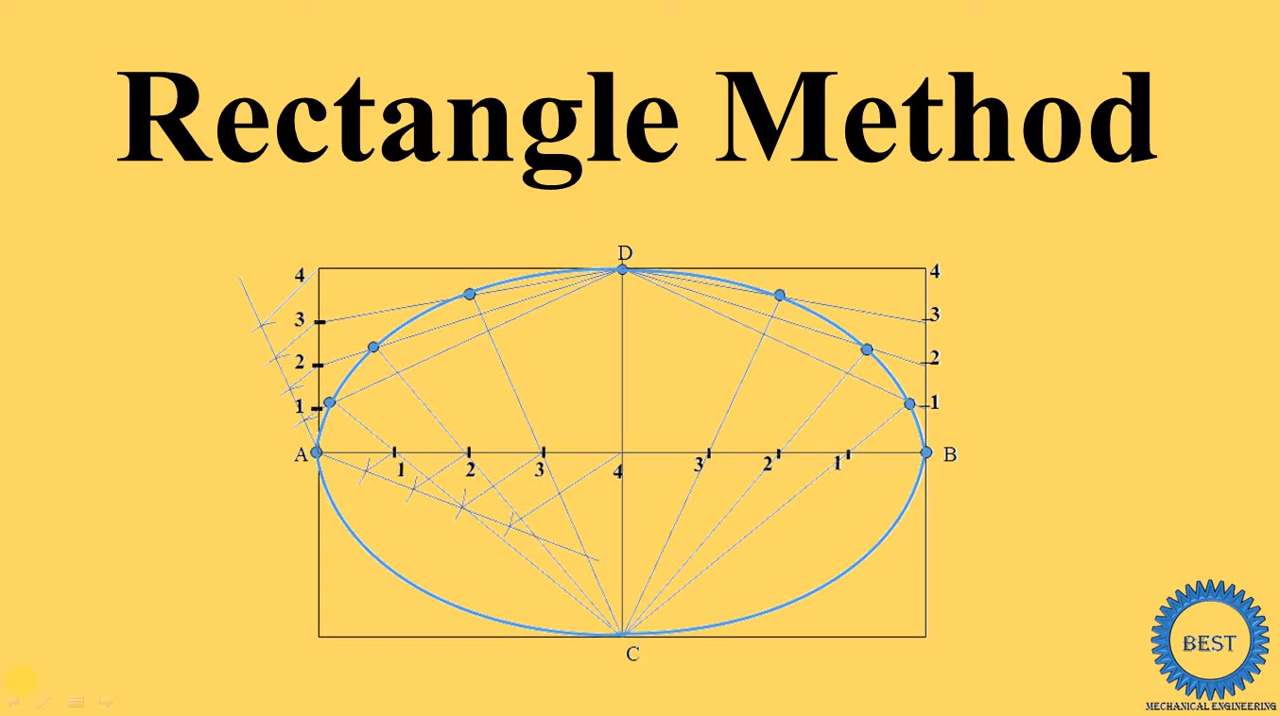 Rectangle Method
D
4 4
3 3
2 2
1 1
A B
1 2 3 4 3 2 1
C
BEST
MECHANICAL ENGINEERING